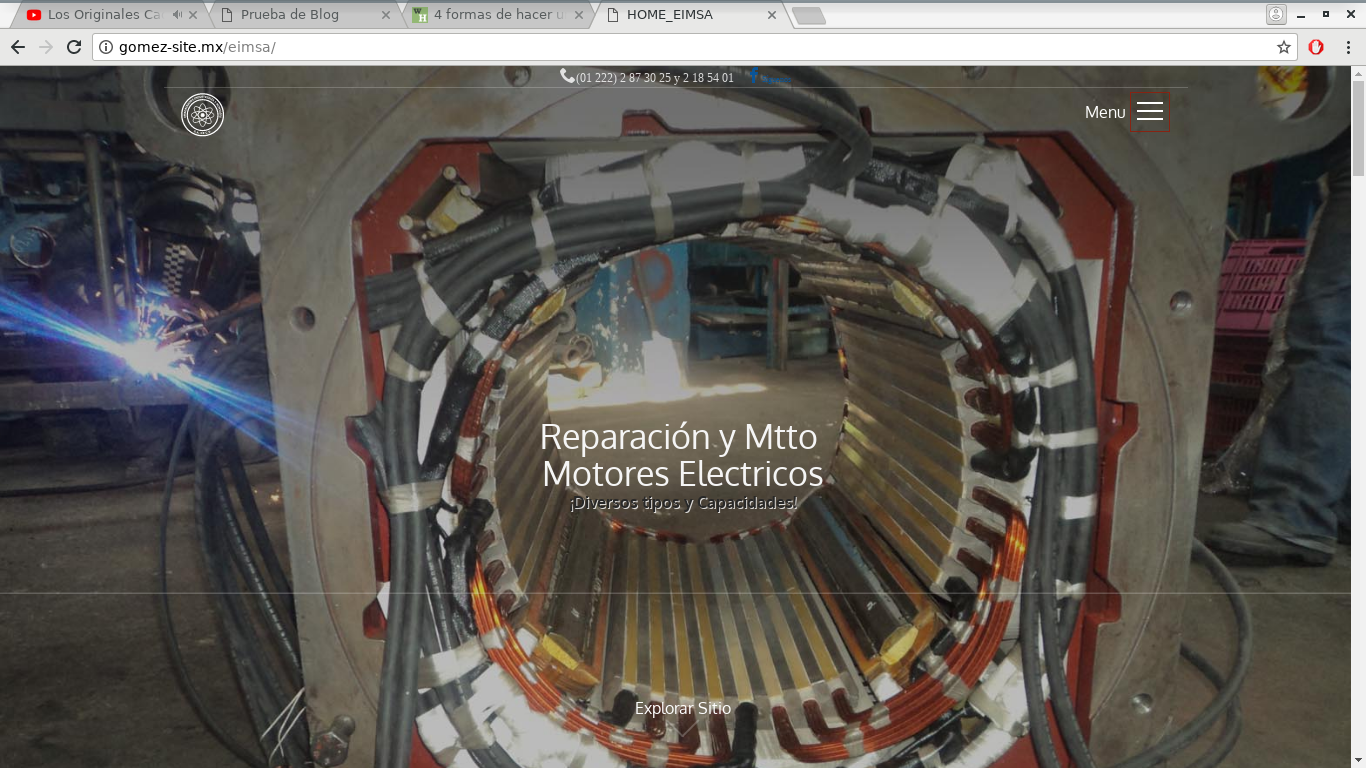 Los Originales Ca
Prueba de Blog
4 formas de hacer u
HOME_EIMSA
gomez-site.mx/eimsa/
(01 222) 2 87 30 25 y 2 18 54 01
Menu
Reparación y Mtto
Motores Electricos
¡Diversos tipos y Capacidades!
Explorar Sitio